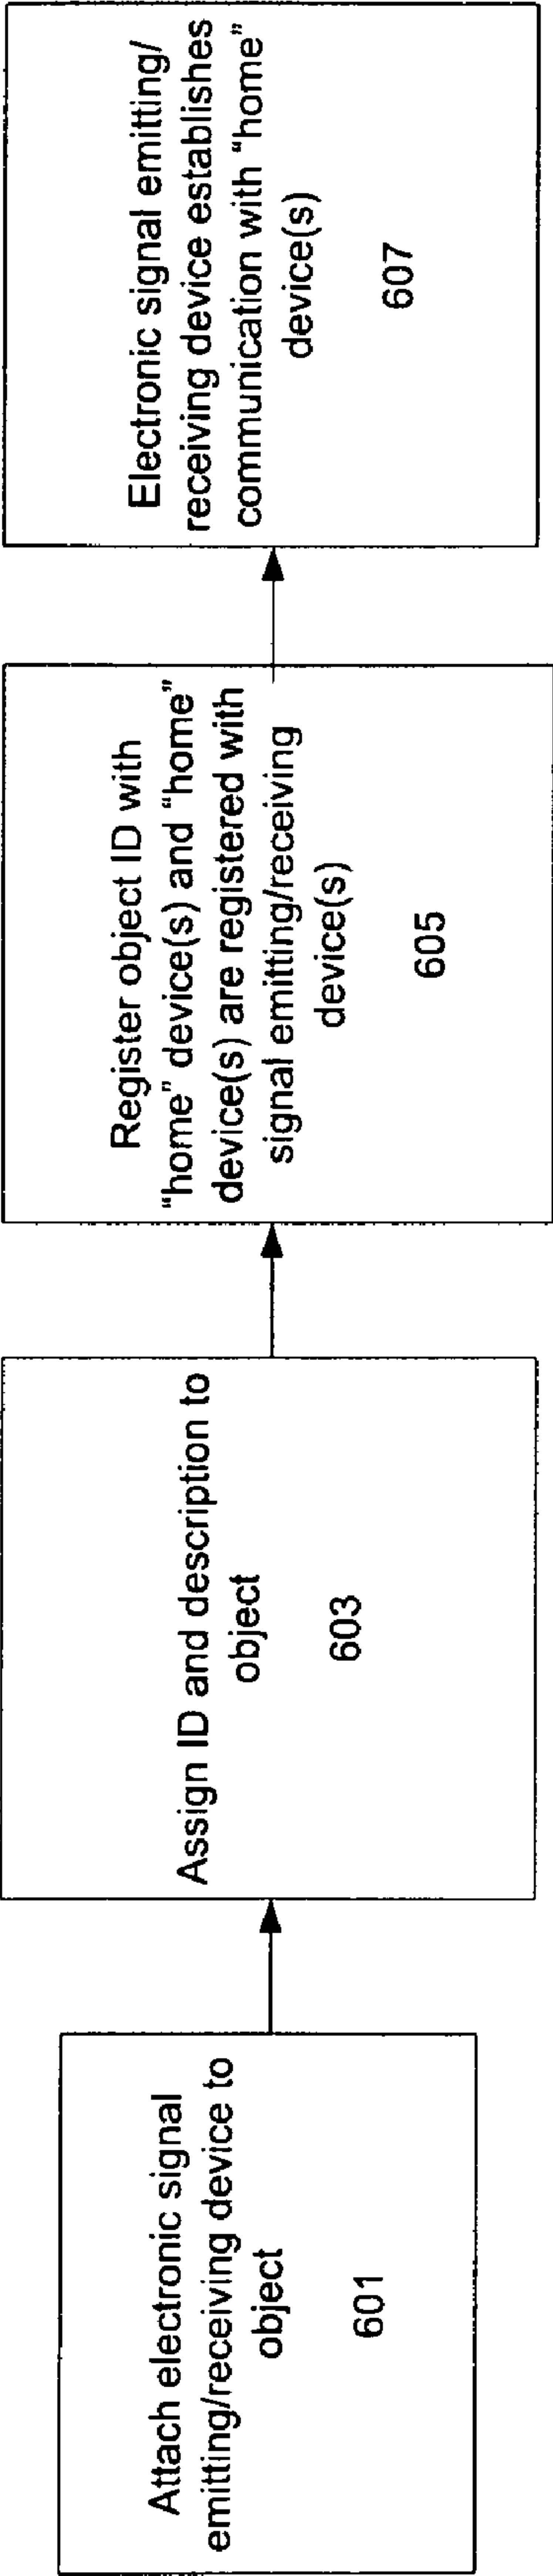 Attach electronic signal
emitting/receiving device to
object
601
Assign ID and description to
object
603
Register object ID with
“home” device(s) and “home”
device(s) are registered with
signal emitting/receiving
device(s)
605
Electronic signal emitting/
receiving device establishes
communication with “home”
device(s)
607